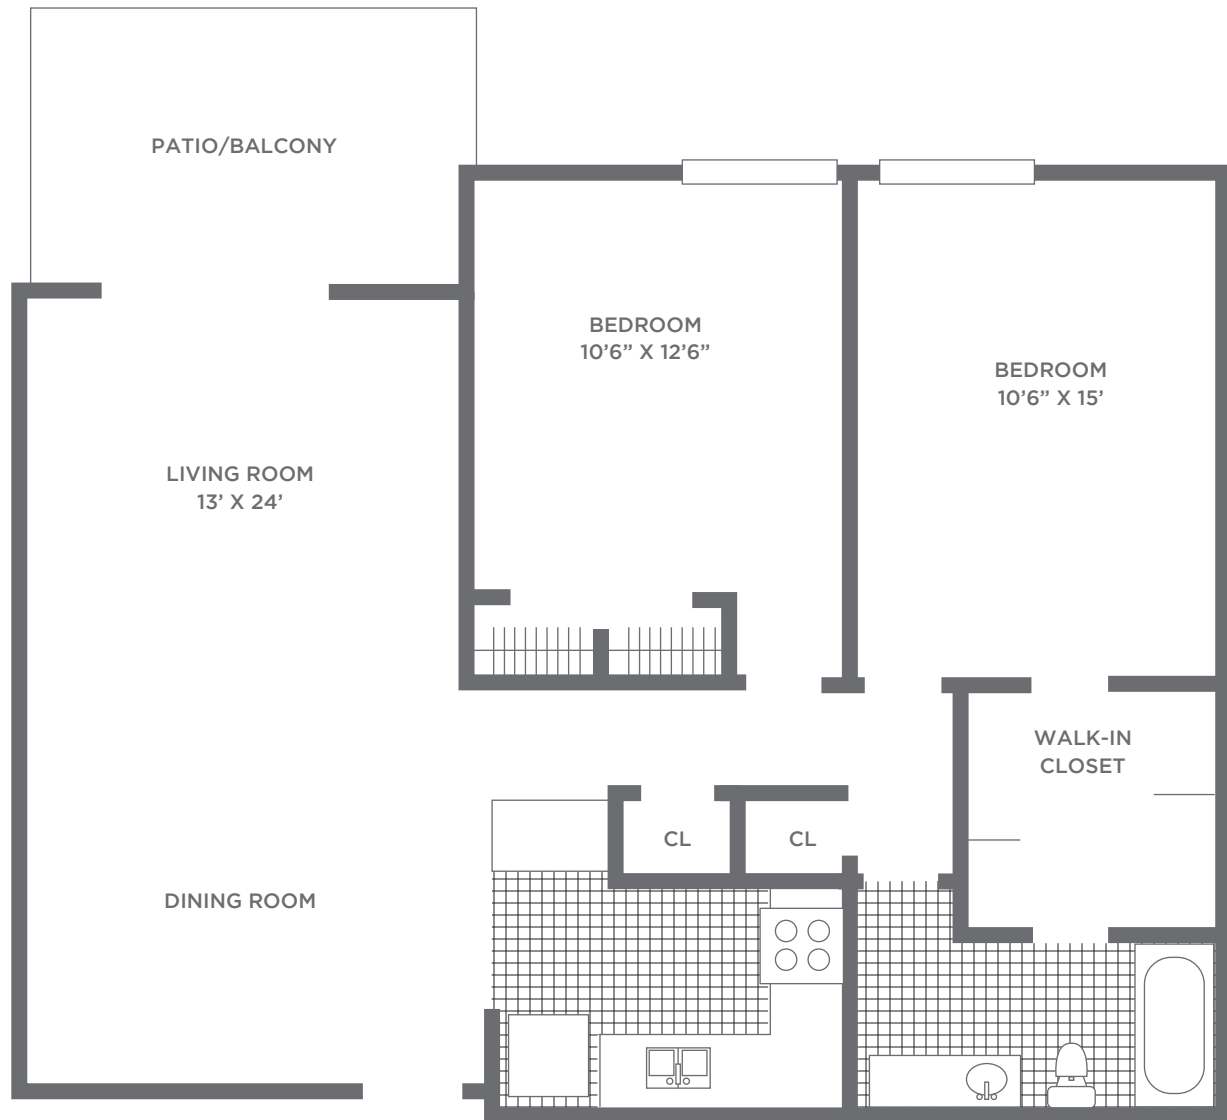 PATIO/BALCONY
BEDROOM
10’6” X 12’6”
BEDROOM
10’6” X 15’
LIVING ROOM
13’ X 24’
WALK-IN
CLOSET
CL
CL
DINING ROOM